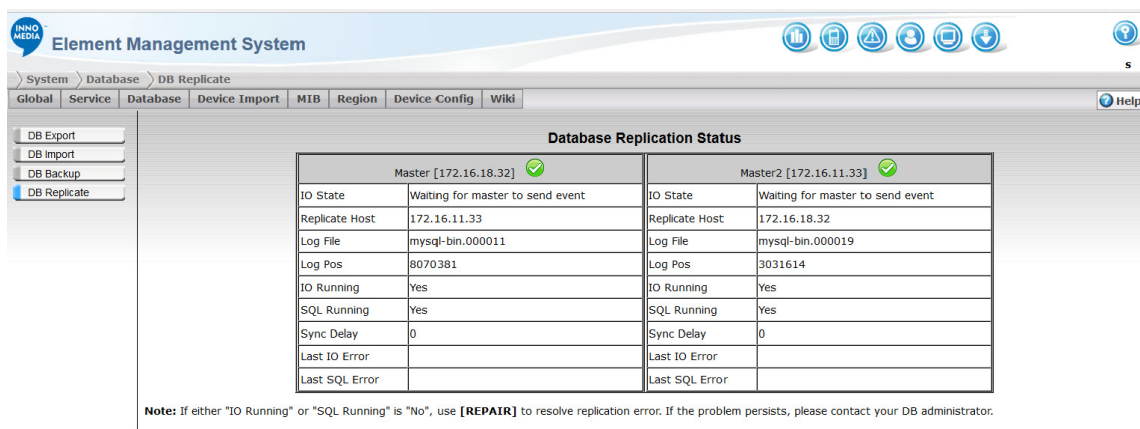 INNO
MEDIA
Element Management System
s
System Database DB Replicate
Global Service Database Device Import MIB Region Device Config Wiki
Help
DB Export
DB Import
DB Backup
DB Replicate
Database Replication Status
Master [172.16.18.32] Master2 [172.16.11.33]
IO State Waiting for master to send event IO State Waiting for master to send event
Replicate Host 172.16.11.33 Replicate Host 172.16.18.32
Log File mysql-bin.000011 Log File mysql-bin.000019
Log Pos 8070381 Log Pos 3031614
IO Running Yes IO Running Yes
SQL Running Yes SQL Running Yes
Sync Delay 0 Sync Delay 0
Last IO Error Last IO Error
Last SQL Error Last SQL Error
Note: If either "IO Running" or "SQL Running" is "No", use [REPAIR] to resolve replication error. If the problem persists, please contact your DB administrator.